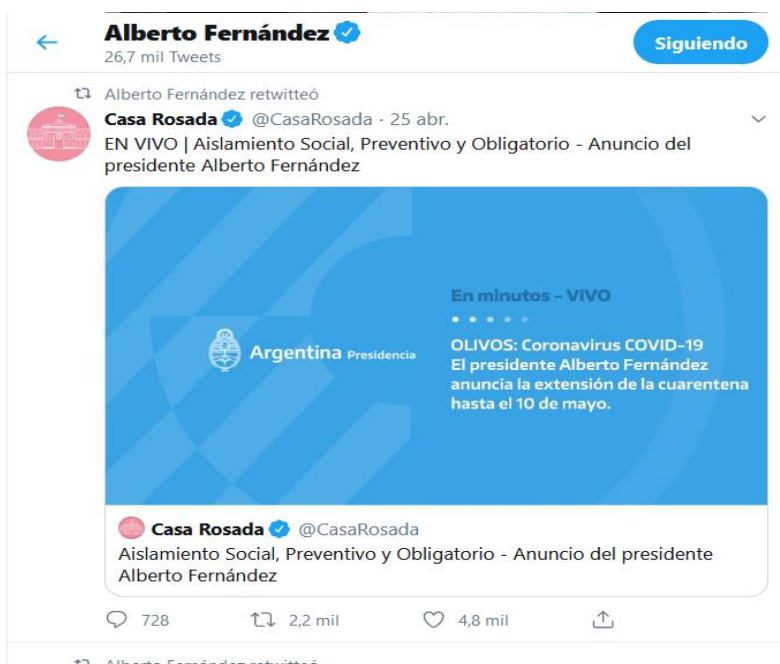 Alberto Fernández
26,7 mil Tweets
Siguiendo
Alberto Fernández retwitteó
Casa Rosada @CasaRosada · 25 abr.
EN VIVO | Aislamiento Social, Preventivo y Obligatorio - Anuncio del
presidente Alberto Fernández
Argentina Presidencia
En minutos – VIVO
OLIVOS: Coronavirus COVID-19
El presidente Alberto Fernández
anuncia la extensión de la cuarentena
hasta el 10 de mayo.
Casa Rosada @CasaRosada
Aislamiento Social, Preventivo y Obligatorio - Anuncio del presidente
Alberto Fernández
728 2,2 mil 4,8 mil
Alberto Fernández retwitteó